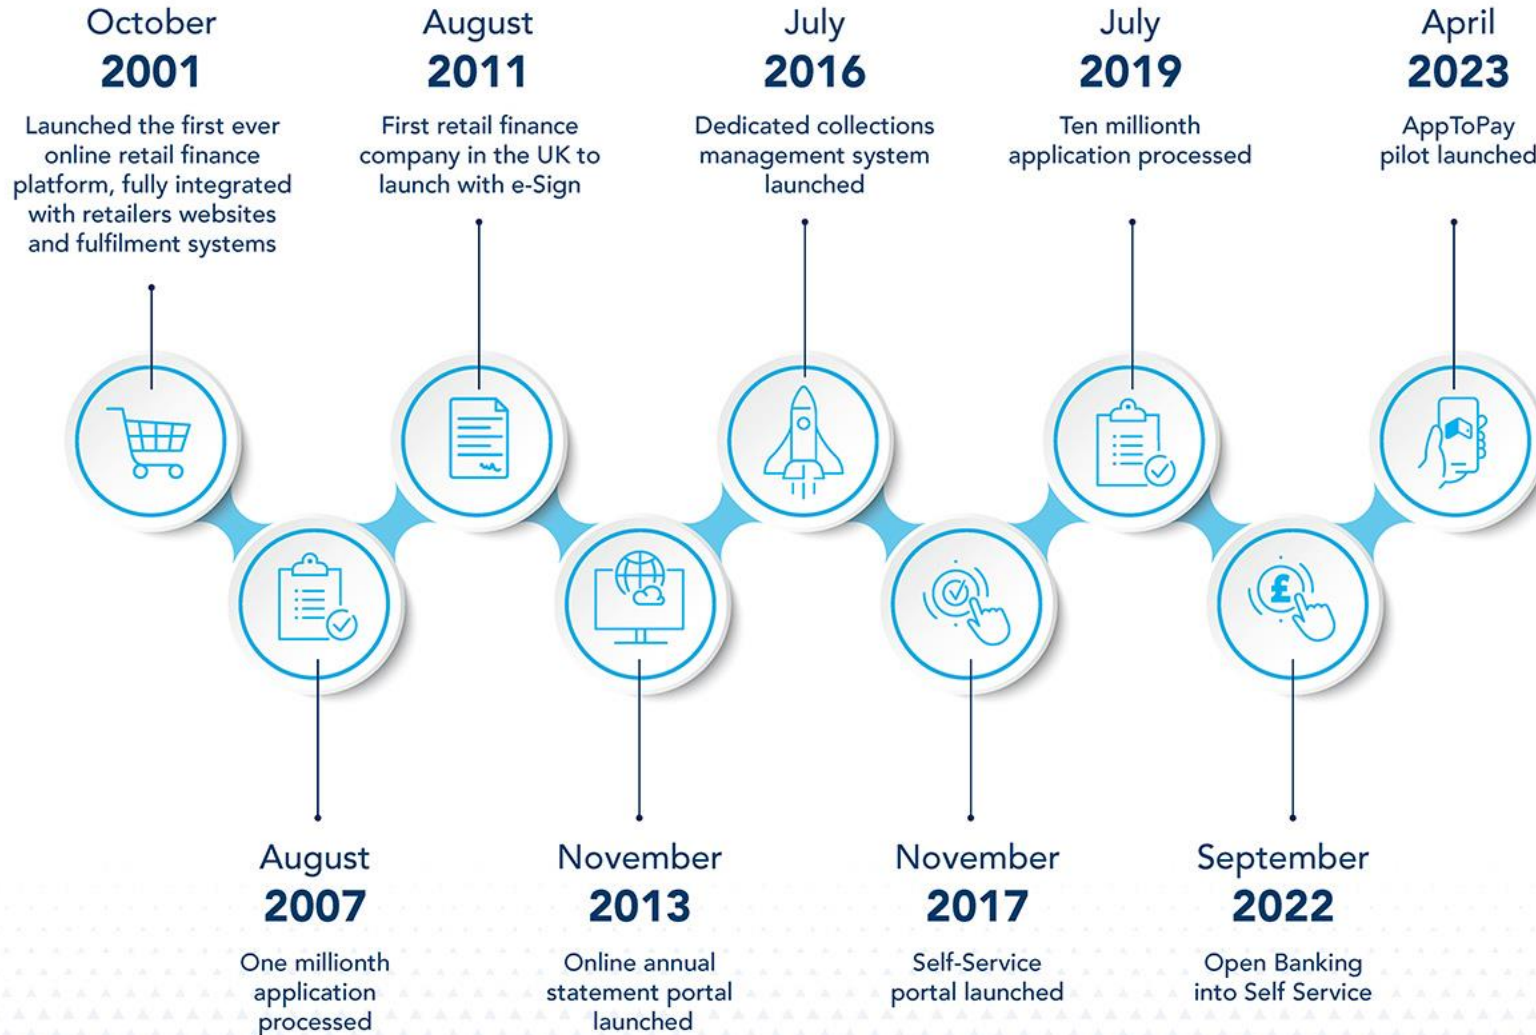 October
2001
Launched the first ever
online retail finance
platform, fully integrated
with retailers websites
and fulfilment systems
August
2007
One millionth
application
processed
August
2011
First retail finance
company in the UK to
launch with e-Sign
November
2013
Online annual
statement portal
launched
July
2016
Dedicated collections
management system
launched
November
2017
Self-Service
portal launched
July
2019
Ten millionth
application processed
September
2022
£
Open Banking
into Self Service
April
2023
AppToPay
pilot launched